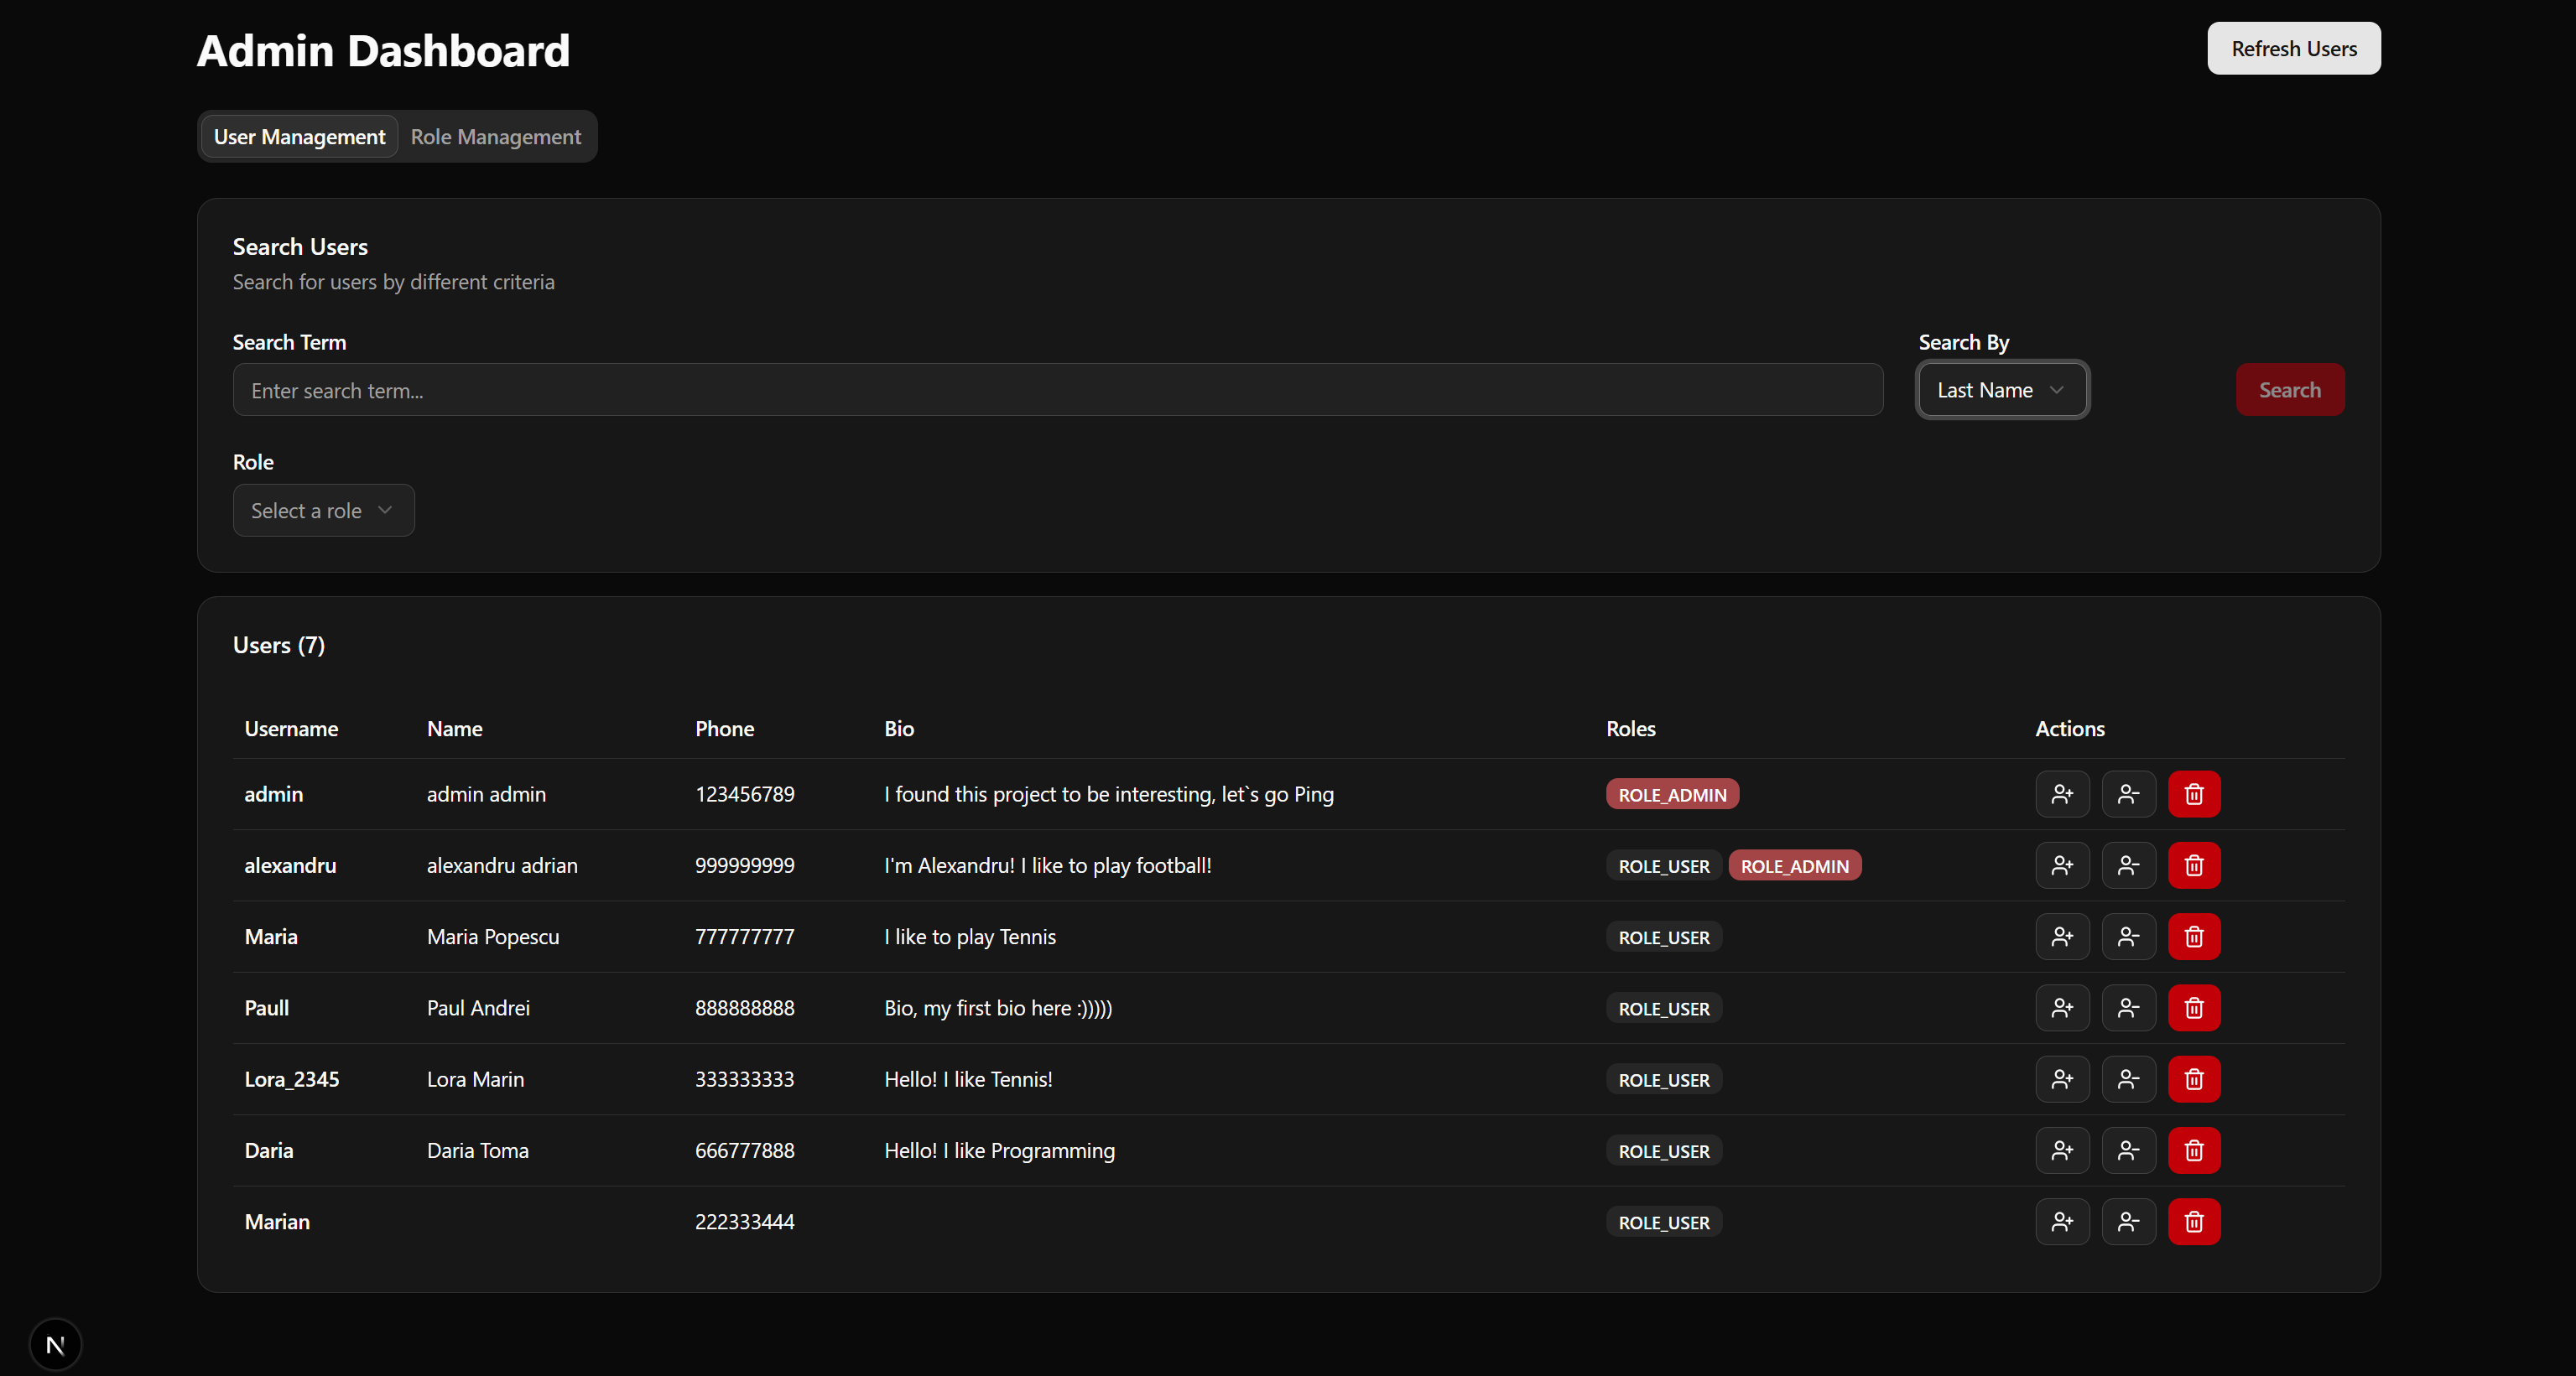 Admin Dashboard
Refresh Users
User Management Role Management
Search Users
Search for users by different criteria
Search Term Search By
Enter search term... Last Name Search
Role
Select a role
Users (7)
Username Name Phone Bio Roles Actions
admin admin admin 123456789 I found this project to be interesting, let`s go Ping ROLE_ADMIN
alexandru alexandru adrian 999999999 I'm Alexandru! I like to play football! ROLE_USER ROLE_ADMIN
Maria Maria Popescu 777777777 I like to play Tennis ROLE_USER
Paull Paul Andrei 888888888 Bio, my first bio here :))))) ROLE_USER
Lora_2345 Lora Marin 333333333 Hello! I like Tennis! ROLE_USER
Daria Daria Toma 666777888 Hello! I like Programming ROLE_USER
Marian 222333444 ROLE_USER
N